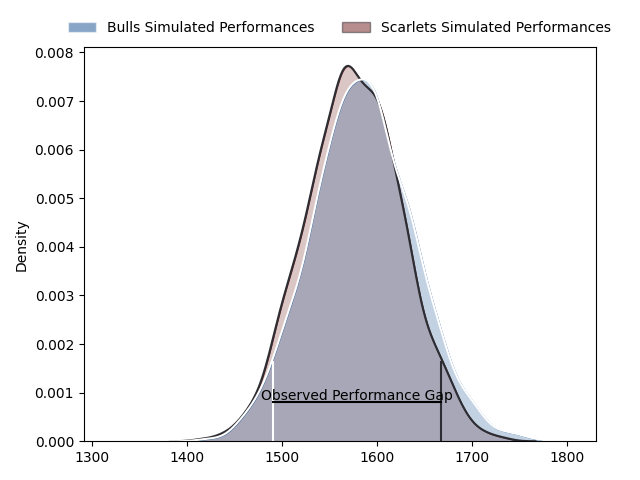 Bulls Simulated Performances Scarlets Simulated Performances
0.008
0.007
0.006
0.005
0.004
0.003
0.002
0.001
0.000
Density
Observed Performance Gap
1300 1400 1500 1600 1700 1800